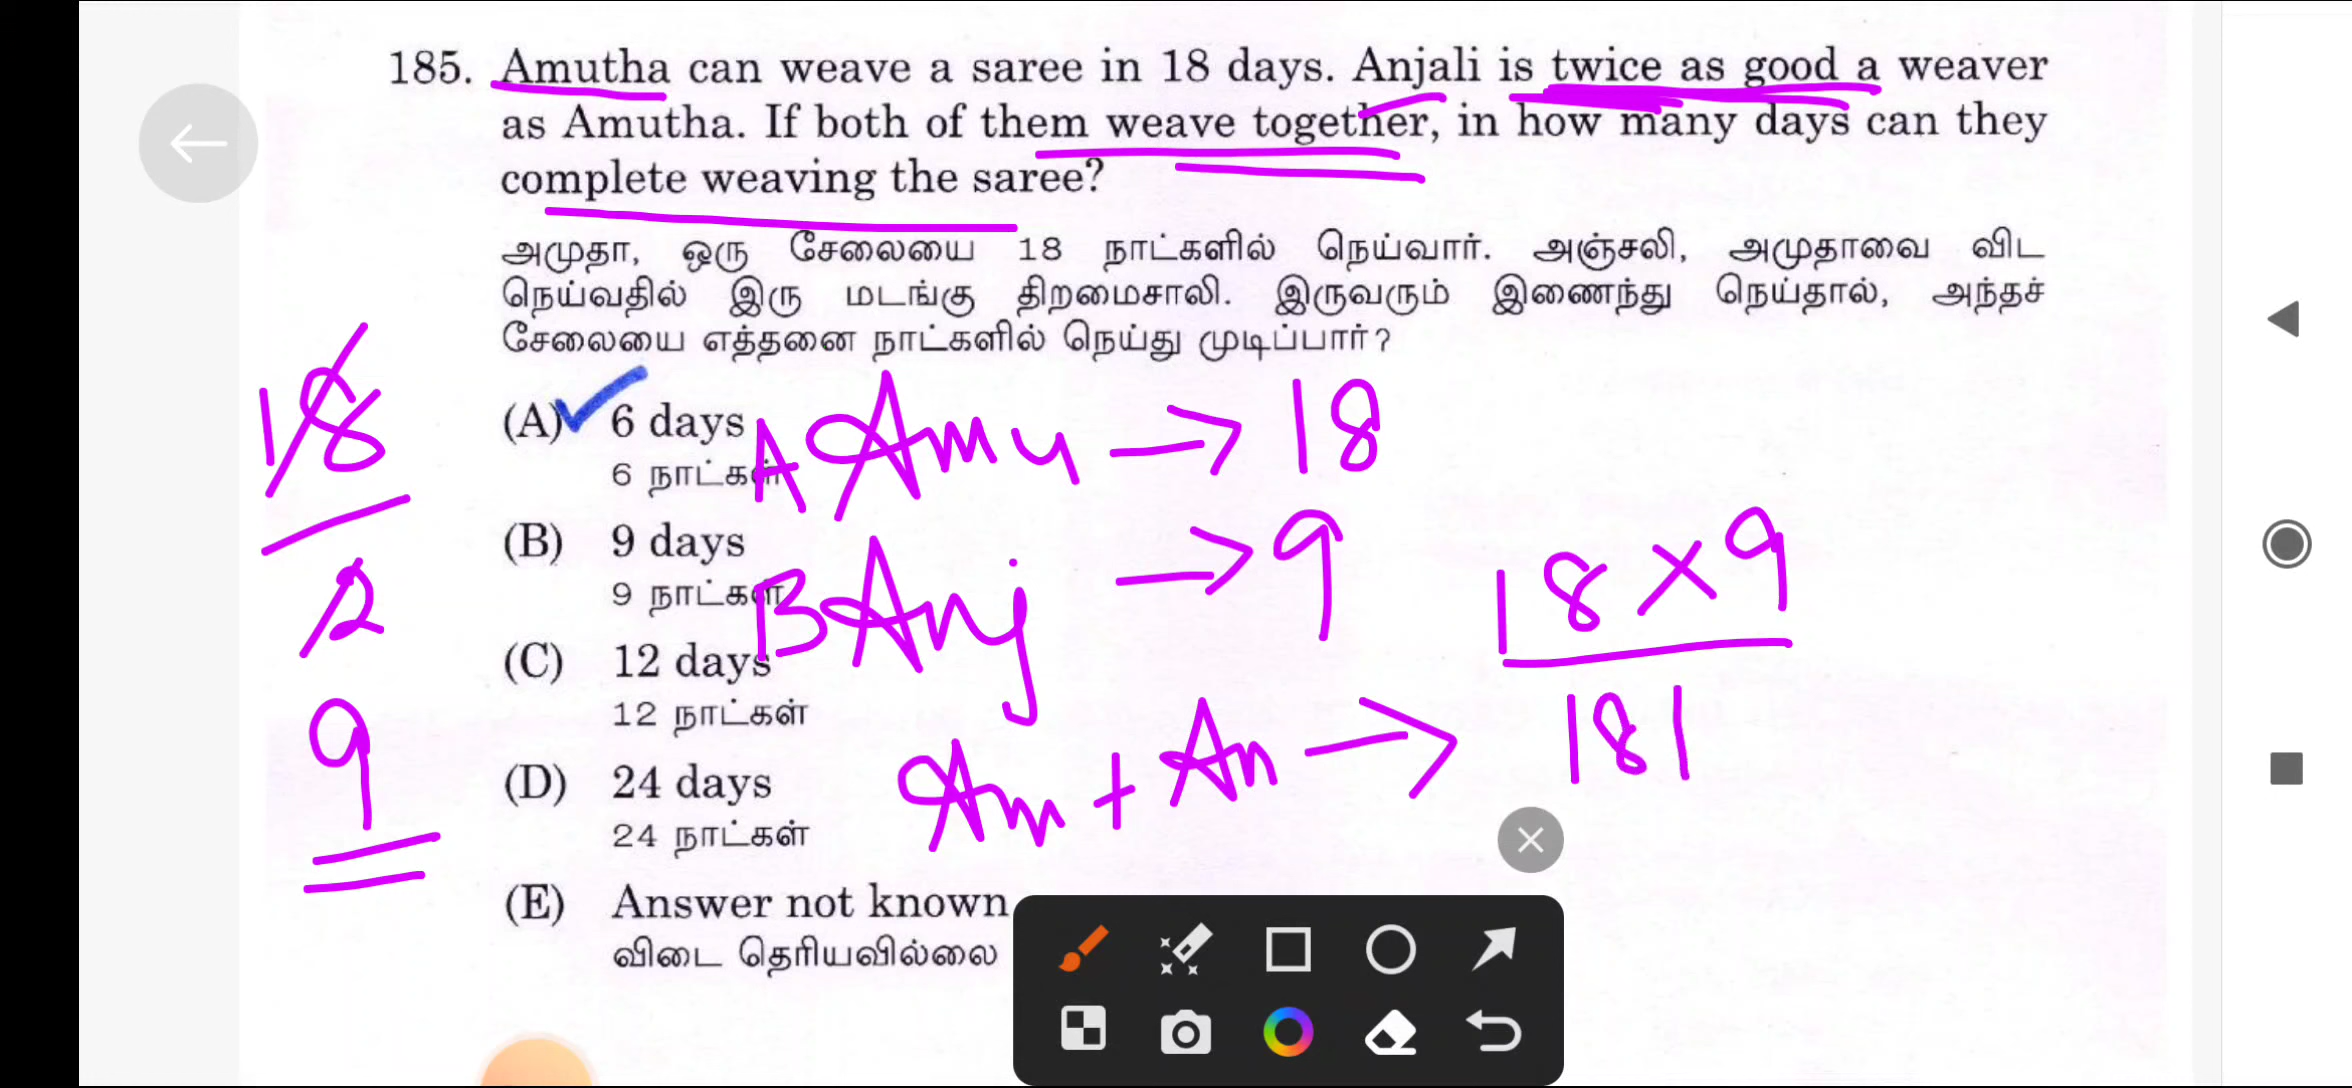 185. Amutha can weave a saree in 18 days. Anjali is twice as good a weaver
as Amutha. If both of them weave together, in how many days can they
complete weaving the saree?
அமுதா, ஒரு சேலையை 18 நாட்களில் நெய்வார். அஞ்சலி, அமுதாவை விட
நெய்வதில் இரு மடங்கு திறமைசாலி. இருவரும் இணைந்து நெய்தால், அந்தச்
சேலையை எத்தனை நாட்களில் நெய்து முடிப்பார்?
(A) 6 days
6 நாட்கள்
(B) 9 days
9 நாட்கள்
(C) 12 days
12 நாட்கள்
(D) 24 days
24 நாட்கள்
(E) Answer not known
விடை தெரியவில்லை
18
2
9
A Amu → 18
B Anj → 9
Am + An →
18 × 9
181